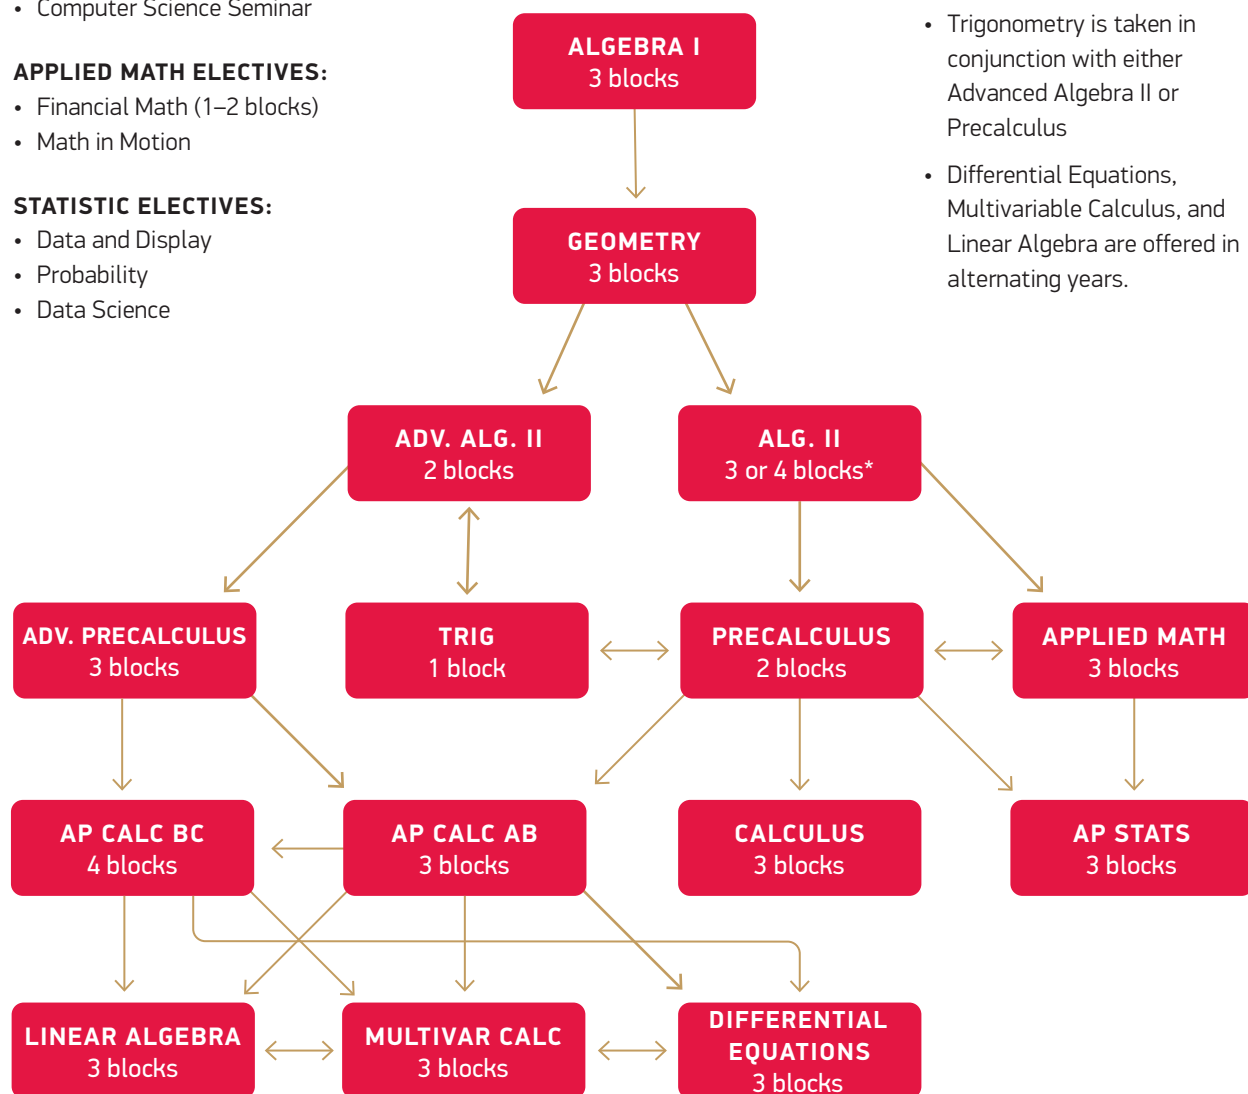 • Computer Science Seminar
APPLIED MATH ELECTIVES:
• Financial Math (1–2 blocks)
• Math in Motion
STATISTIC ELECTIVES:
• Data and Display
• Probability
• Data Science
• Trigonometry is taken in
conjunction with either
Advanced Algebra II or
Precalculus
• Differential Equations,
Multivariable Calculus, and
Linear Algebra are offered in
alternating years.
ALGEBRA I
3 blocks
GEOMETRY
3 blocks
ADV. ALG. II
2 blocks
ALG. II
3 or 4 blocks*
ADV. PRECALCULUS
3 blocks
TRIG
1 block
PRECALCULUS
2 blocks
APPLIED MATH
3 blocks
AP CALC BC
4 blocks
AP CALC AB
3 blocks
CALCULUS
3 blocks
AP STATS
3 blocks
LINEAR ALGEBRA
3 blocks
MULTIVAR CALC
3 blocks
DIFFERENTIAL
EQUATIONS
3 blocks